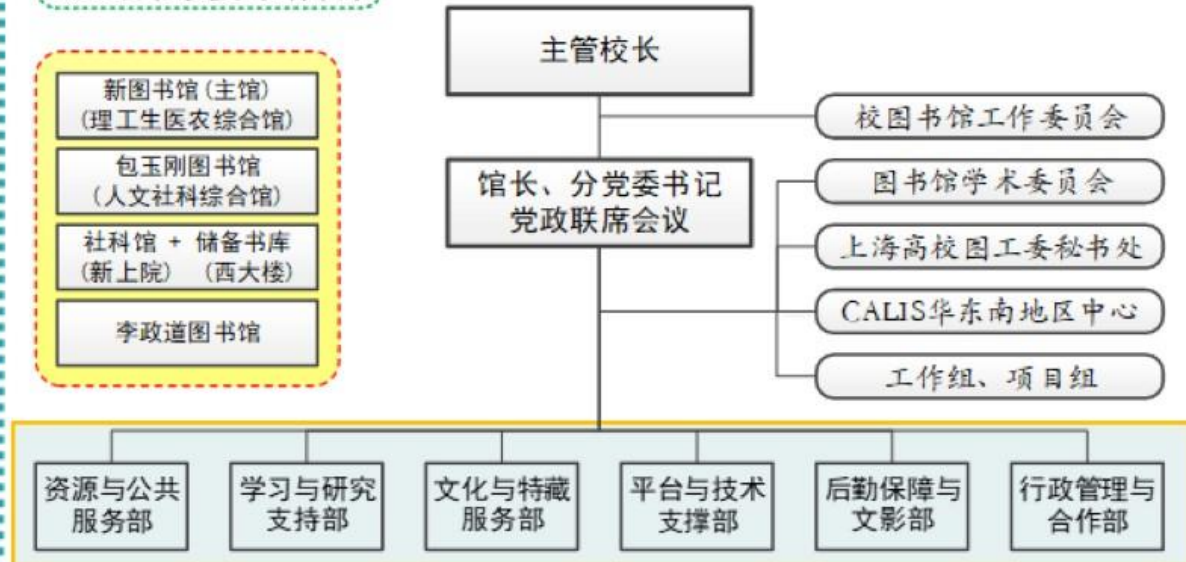 主管校长
新图书馆(主馆)
(理工生医农综合馆)
包玉刚图书馆
(人文社科综合馆)
社科馆 + 储备书库
(新上院) (西大楼)
李政道图书馆
校图书馆工作委员会
馆长、分党委书记
党政联席会议
图书馆学术委员会
上海高校图工委秘书处
CALIS华东南地区中心
工作组、项目组
资源与公共
服务部
学习与研究
支持部
文化与特藏
服务部
平台与技术
支撑部
后勤保障与
文影部
行政管理与
合作部